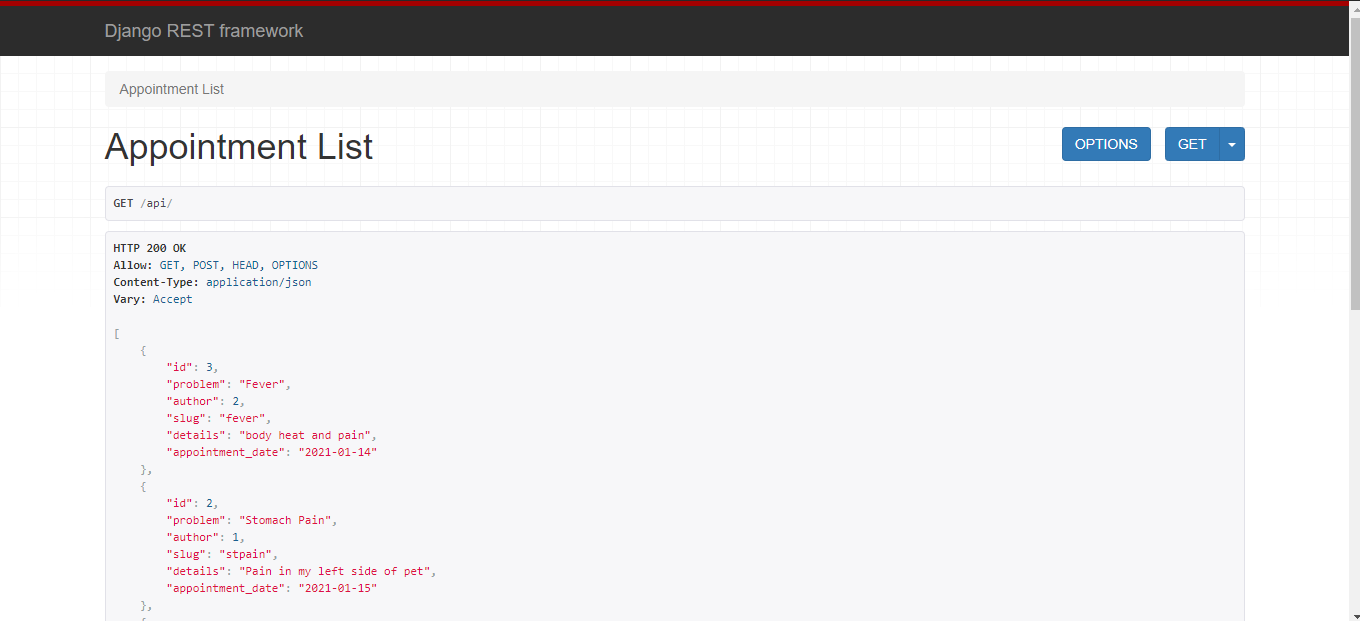 Django REST framework
Appointment List
Appointment List
OPTIONS
GET
GET /api/
HTTP 200 OK
Allow: GET, POST, HEAD, OPTIONS
Content-Type: application/json
Vary: Accept
[
    {
        "id": 3,
        "problem": "Fever",
        "author": 2,
        "slug": "fever",
        "details": "body heat and pain",
        "appointment_date": "2021-01-14"
    },
    {
        "id": 2,
        "problem": "Stomach Pain",
        "author": 1,
        "slug": "stpain",
        "details": "Pain in my left side of pet",
        "appointment_date": "2021-01-15"
    },
    {